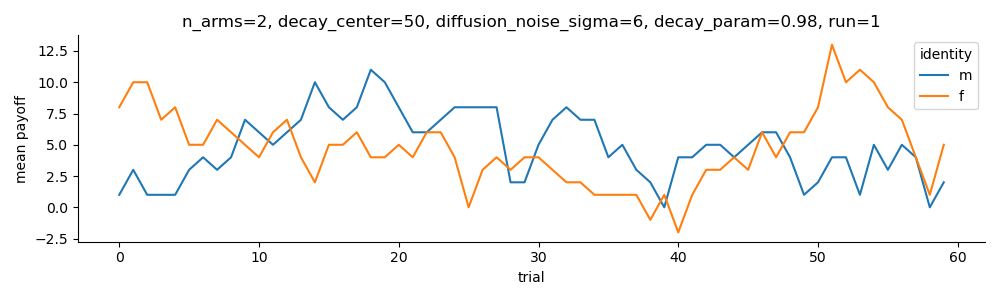 n_arms=2, decay_center=50, diffusion_noise_sigma=6, decay_param=0.98, run=1
mean payoff
12.5
10.0
7.5
5.0
2.5
0.0
−2.5
identity
m
f
0 10 20 30 40 50 60
trial